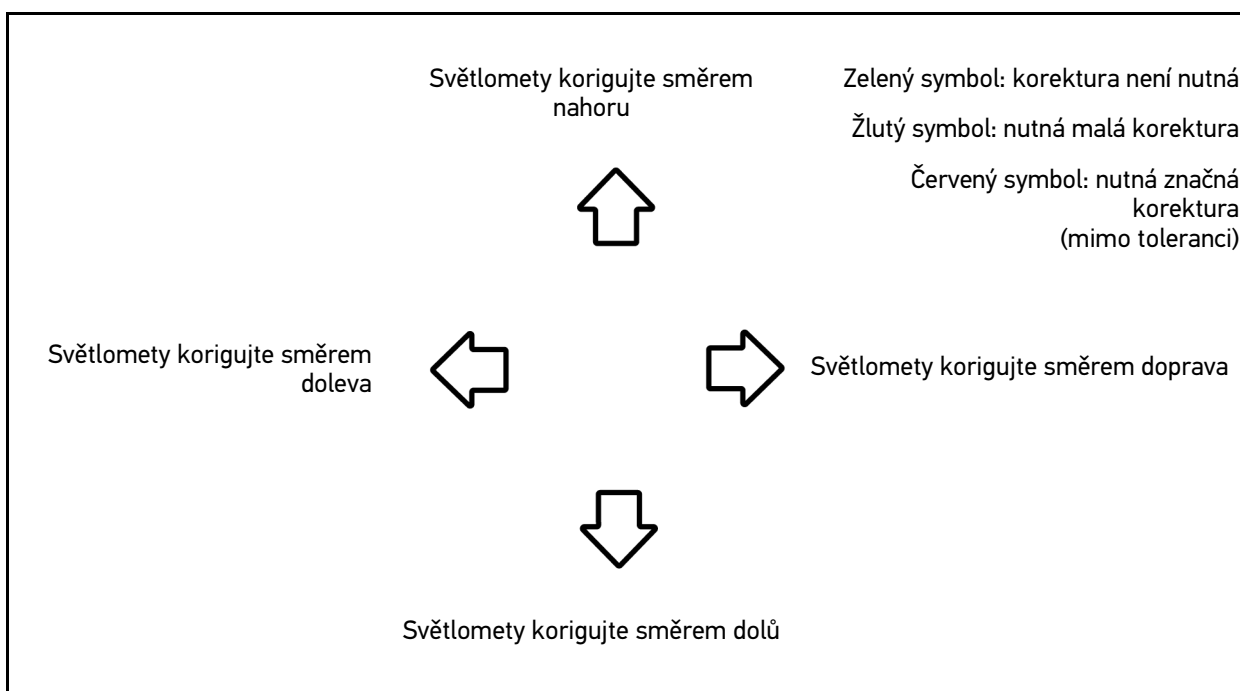 Světlomety korigujte směrem
nahoru
Zelený symbol: korektura není nutná
Žlutý symbol: nutná malá korektura
Červený symbol: nutná značná
korektura
(mimo toleranci)
Světlomety korigujte směrem
doleva
Světlomety korigujte směrem doprava
Světlomety korigujte směrem dolů